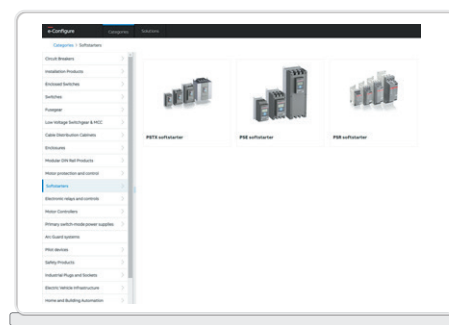 e-Configure
Categories
Solutions
Categories / Softstarters
Circuit Breakers
Installation Products
Enclosed Switches
Switches
Fusegear
Low Voltage Switchgear & MCC
Cable Distribution Cabinets
Enclosures
Modular DIN Rail Products
Motor protection and control
Softstarters
Electronic relays and controls
Motor Controllers
Primary switch-mode power supplies
Arc Guard systems
Pilot devices
Safety Products
Industrial Plugs and Sockets
Electric Vehicle Infrastructure
Home and Building Automation
PSTX softstarter
PSE softstarter
PSR softstarter